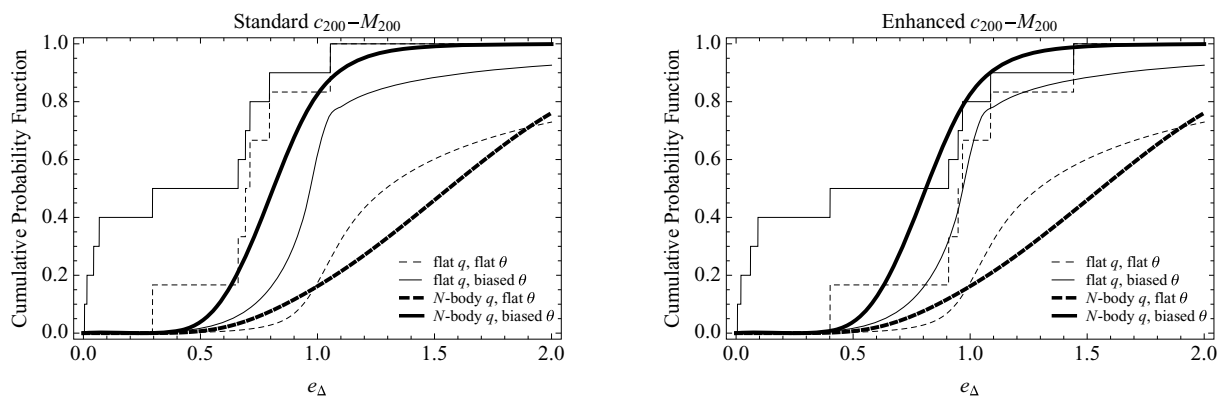 Standard c₂₀₀−M₂₀₀
Cumulative Probability Function
1.0
0.8
0.6
0.4
0.2
0.0
flat q, flat θ
flat q, biased θ
N-body q, flat θ
N-body q, biased θ
0.0 0.5 1.0 1.5 2.0
e_Δ
Enhanced c₂₀₀−M₂₀₀
Cumulative Probability Function
1.0
0.8
0.6
0.4
0.2
0.0
flat q, flat θ
flat q, biased θ
N-body q, flat θ
N-body q, biased θ
0.0 0.5 1.0 1.5 2.0
e_Δ